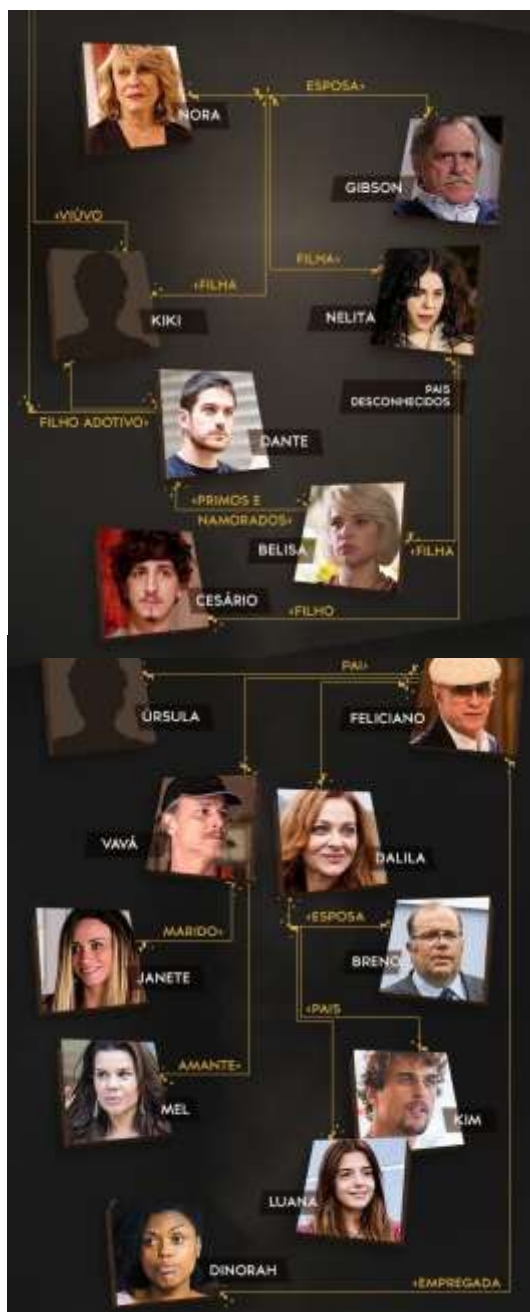 ESPOSA›
NORA
GIBSON
‹VIÚVO
FILHA›
‹FILHA
KIKI
NELITA
PAIS
DESCONHECIDOS
FILHO ADOTIVO›
DANTE
‹PRIMOS E
NAMORADOS›
BELISA
‹FILHA
CESÁRIO
‹FILHO
PAI›
ÚRSULA
FELICIANO
VAVÁ
DALILA
‹ESPOSA
MARIDO›
BRENO
JANETE
‹PAIS
AMANTE›
MEL
KIM
LUANA
DINORAH
‹EMPREGADA